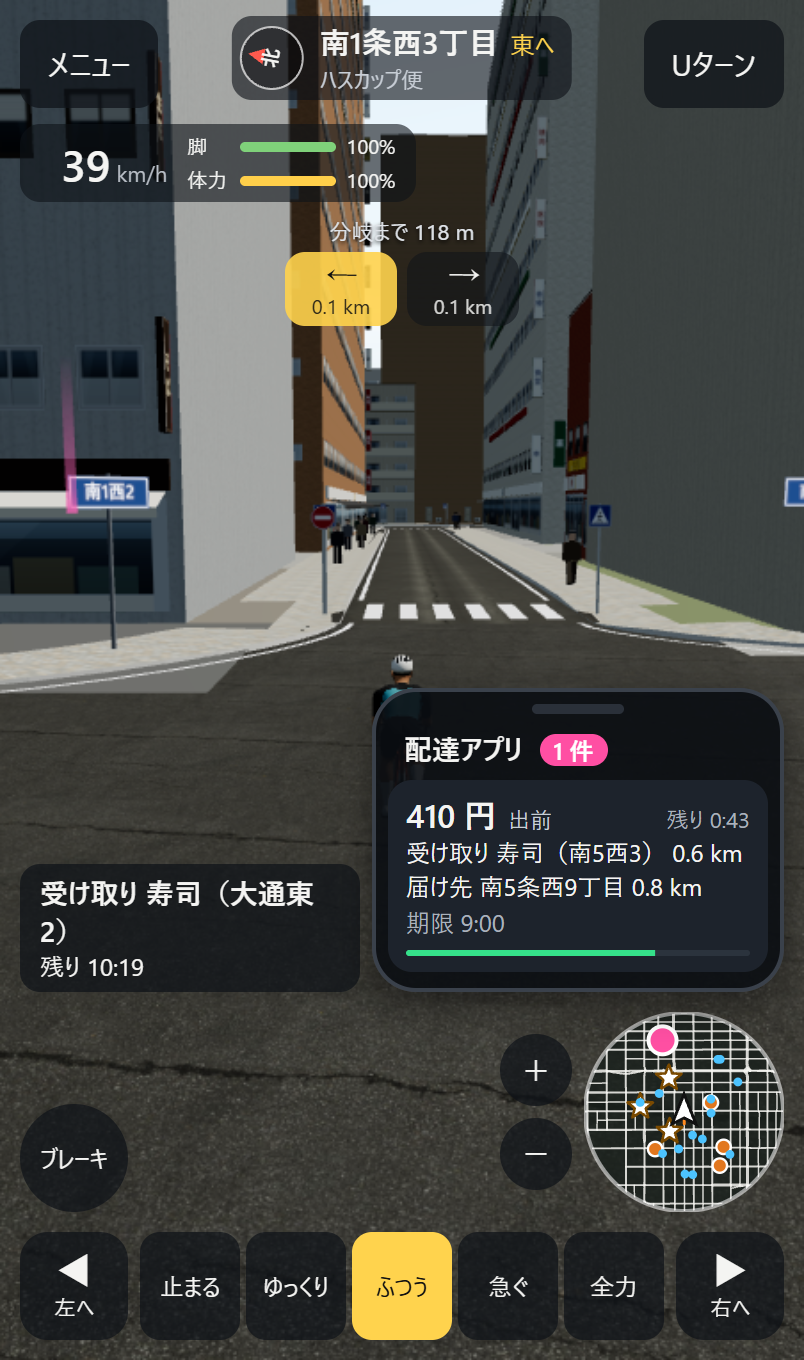 メニュー
北
南1条西3丁目 東へ
ハスカップ便
Uターン
39 km/h
脚 100%
体力 100%
分岐まで 118 m
← →
0.1 km 0.1 km
南1西2
配達アプリ 1 件
410 円 出前 残り 0:43
受け取り 寿司（南5西3） 0.6 km
届け先 南5条西9丁目 0.8 km
期限 9:00
受け取り 寿司（大通東
2）
残り 10:19
+
−
ブレーキ
◀ 左へ
止まる
ゆっくり
ふつう
急ぐ
全力
▶ 右へ